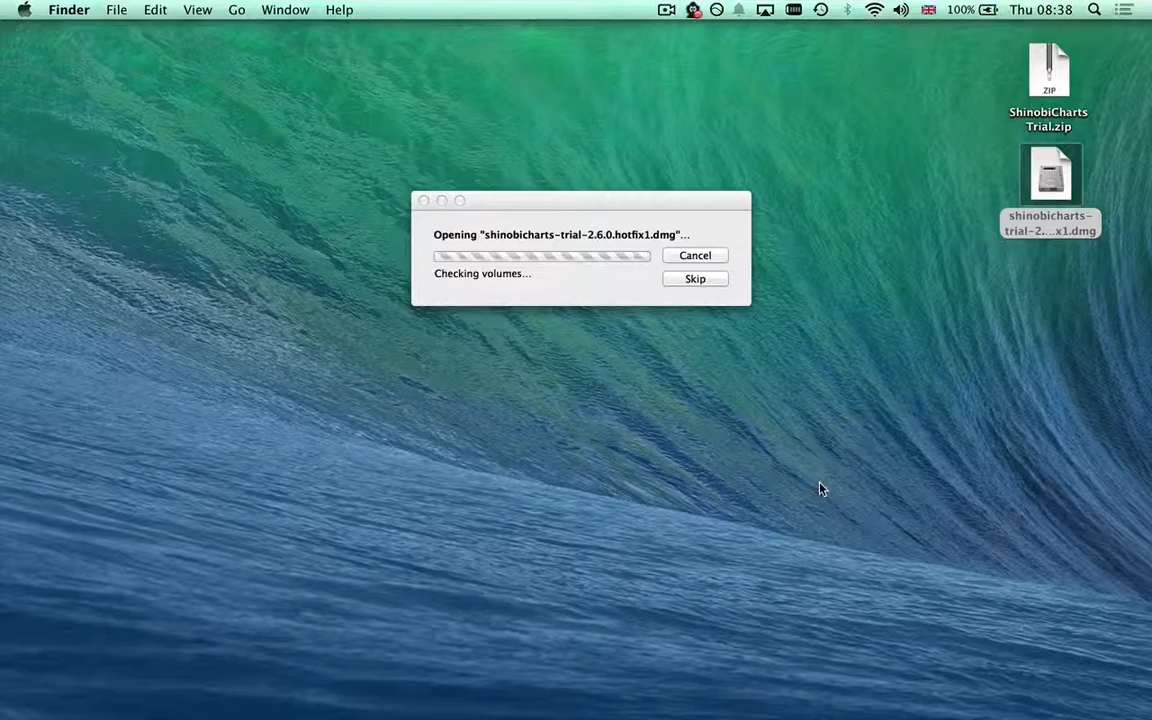 Finder File Edit View Go Window Help 100% Thu 08:38
ZIP
ShinobiCharts
Trial.zip
shinobicharts-
trial-2....x1.dmg
Opening "shinobicharts-trial-2.6.0.hotfix1.dmg"...
Cancel
Checking volumes...
Skip